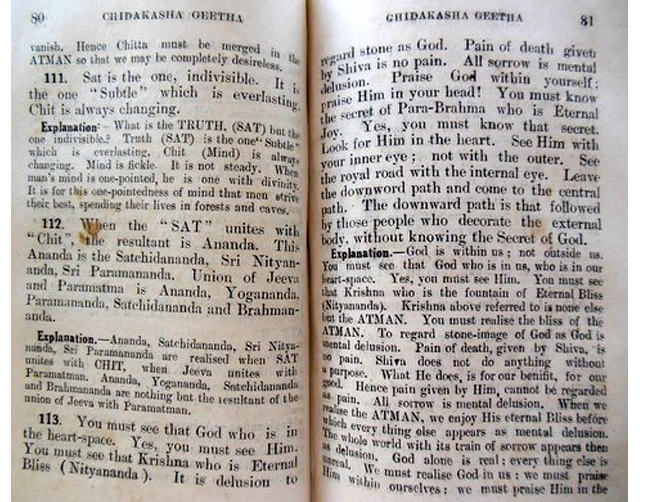 80 CHIDAKASHA GEETHA
vanish. Hence Chitta must be merged in the
ATMAN so that we may be completely desireless.
111. Sat is the one, indivisible. It is
the one "Subtle" which is everlasting.
Chit is always changing.
Explanation:- What is the TRUTH, (SAT) but the
one indivisible? Truth (SAT) is the one "Subtle"
which is everlasting. Chit (Mind) is always
changing. Mind is fickle. It is not steady. When
man's mind is one-pointed, he is one with divinity.
It is for this one-pointedness of mind that men strive
their best, spending their lives in forests and caves.
112. When the "SAT" unites with
"Chit", the resultant is Ananda. This
Ananda is the Satchidananda, Sri Nityan-
anda, Sri Paramananda. Union of Jeeva
and Paramatma is Ananda, Yogananda,
Paramananda, Satchidananda and Brahman-
anda.
Explanation.—Ananda, Satchidananda, Sri Nitya-
nanda, Sri Paramananda are realised when SAT
unites with CHIT, when Jeeva unites with
Paramatman. Ananda, Yogananda, Satchidananda
and Brahmananda are nothing but the resultant of the
union of Jeeva with Paramatman.
113. You must see that God who is in
the heart-space. Yes, you must see Him.
You must see that Krishna who is Eternal
Bliss (Nityananda). It is delusion to
CHIDAKASHA GEETHA 81
regard stone as God. Pain of death given
by Shiva is no pain. All sorrow is mental
delusion. Praise God within yourself;
praise Him in your head! You must know
the secret of Para-Brahma who is Eternal
Joy. Yes, you must know that secret.
Look for Him in the heart. See Him with
your inner eye; not with the outer. See
the royal road with the internal eye. Leave
the downward path and come to the central
path. The downward path is that followed
by those people who decorate the external
body, without knowing the Secret of God.
Explanation.—God is within us; not outside us.
You must see that God who is in us, who is in our
heart-space. Yes, you must see Him. You must see
that Krishna who is the fountain of Eternal Bliss
(Nityananda). Krishna above referred to is none else
but the ATMAN. You must realise the bliss of the
ATMAN. To regard stone-image of God as God is
mental delusion. Pain of death, given by Shiva, is
no pain. Shiva does not do anything without
a purpose. What He does, is for our benifit, for our
good. Hence pain given by Him, cannot be regarded
as pain. All sorrow is mental delusion. When we
realise the ATMAN, we enjoy His eternal Bliss before
which every thing else appears as mental delusion.
The whole world with its train of sorrow appears then
as delusion. God alone is real; every thing else is
unreal. We must realise God in us; we must praise
Him within ourselves; we must praise Him in the